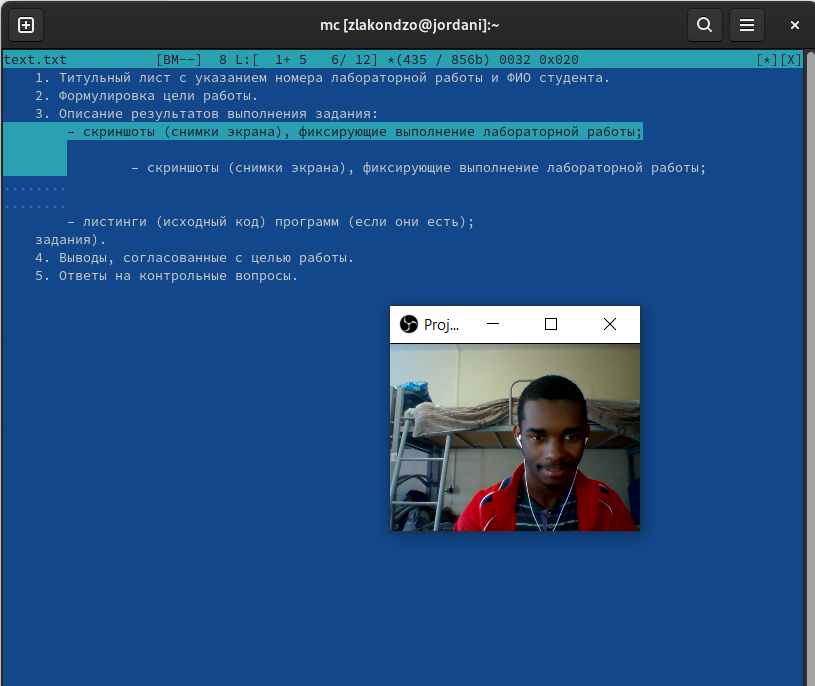 mc [zlakondzo@jordani]:~
text.txt [BM--] 8 L:[ 1+ 5 6/ 12] *(435 / 856b) 0032 0x020 [*][X]
1. Титульный лист с указанием номера лабораторной работы и ФИО студента.
2. Формулировка цели работы.
3. Описание результатов выполнения задания:
– скриншоты (снимки экрана), фиксирующие выполнение лабораторной работы;
– скриншоты (снимки экрана), фиксирующие выполнение лабораторной работы;
– листинги (исходный код) программ (если они есть);
задания).
4. Выводы, согласованные с целью работы.
5. Ответы на контрольные вопросы.
Proj...